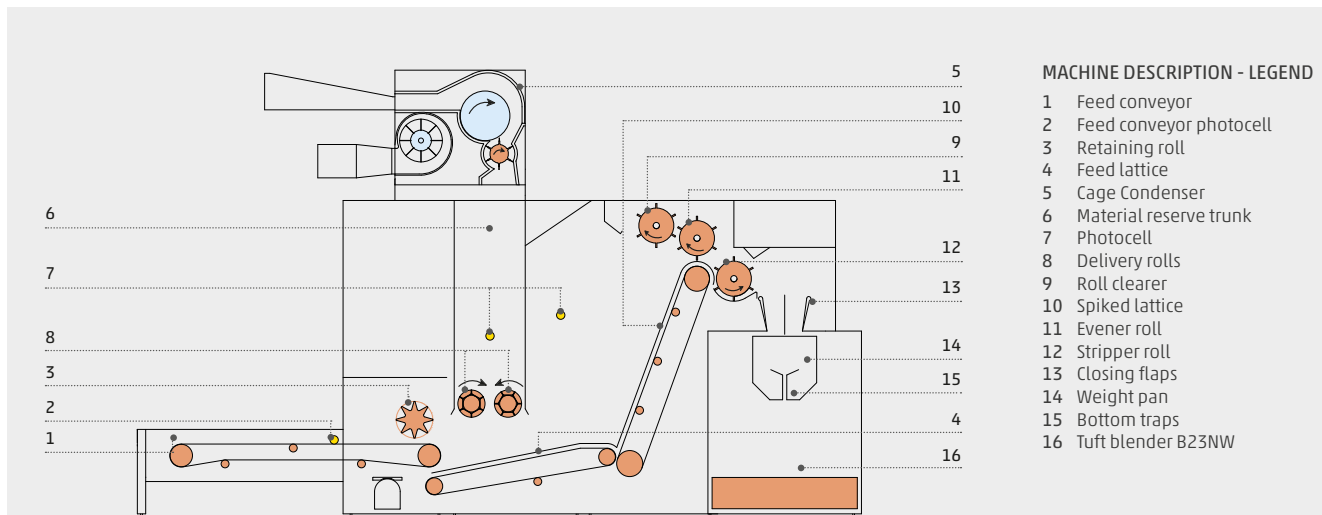 5
10
9
11
6
12
7
13
8
14
3
15
2
4
1
16
MACHINE DESCRIPTION - LEGEND
1 Feed conveyor
2 Feed conveyor photocell
3 Retaining roll
4 Feed lattice
5 Cage Condenser
6 Material reserve trunk
7 Photocell
8 Delivery rolls
9 Roll clearer
10 Spiked lattice
11 Evener roll
12 Stripper roll
13 Closing flaps
14 Weight pan
15 Bottom traps
16 Tuft blender B23NW